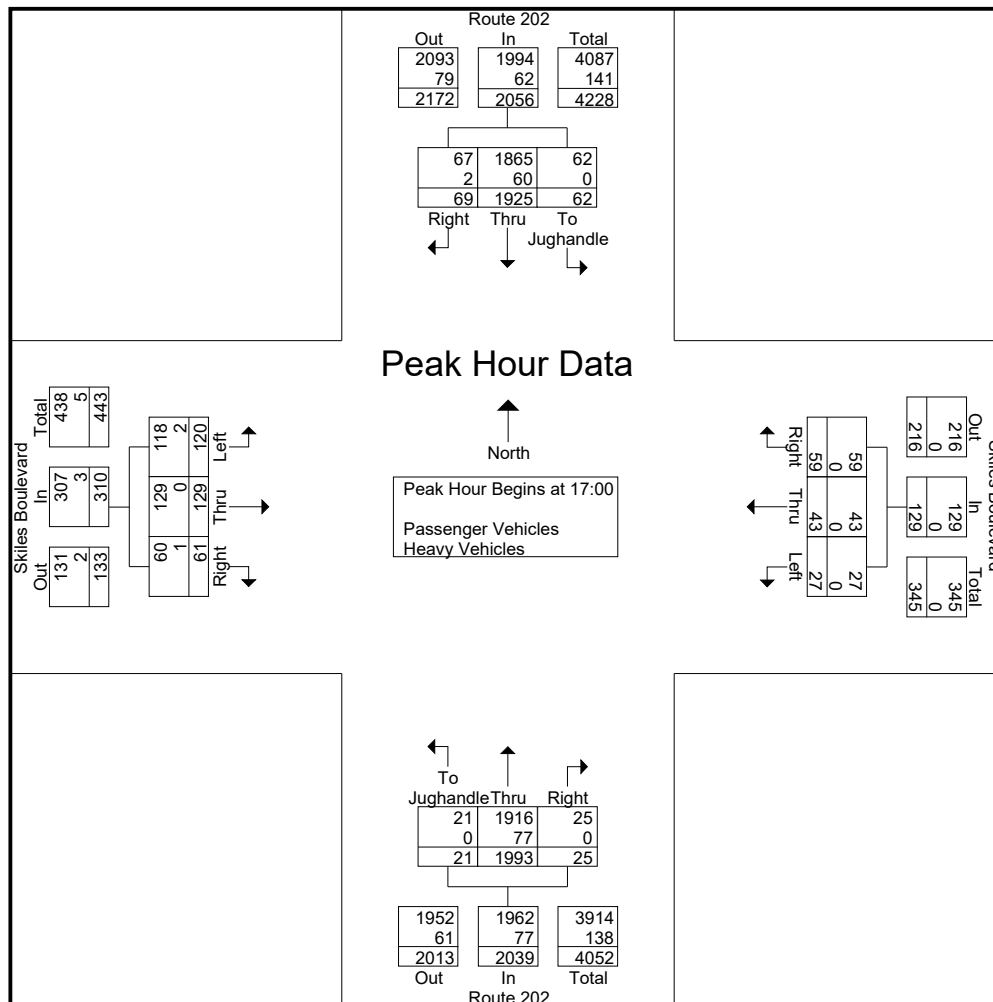 Route 202
Out In Total
2093 1994 4087
79 62 141
2172 2056 4228
67 1865 62
2 60 0
69 1925 62
Right Thru To
Jughandle
Peak Hour Data
North
Peak Hour Begins at 17:00
Passenger Vehicles
Heavy Vehicles
Skiles Boulevard
Out In Total
131 307 438
2 3 5
133 310 443
60 129 118
1 0 2
61 129 120
Right Thru Left
Skiles Boulevard
Out In Total
216 129 345
0 0 0
216 129 345
59 43 27
0 0 0
59 43 27
Right Thru Left
To
Jughandle Thru Right
21 1916 25
0 77 0
21 1993 25
1952 1962 3914
61 77 138
2013 2039 4052
Out In Total
Route 202